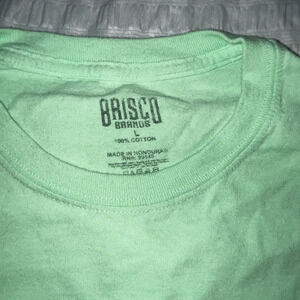 BRISCO
BRANDS
L
100% COTTON
MADE IN HONDURAS